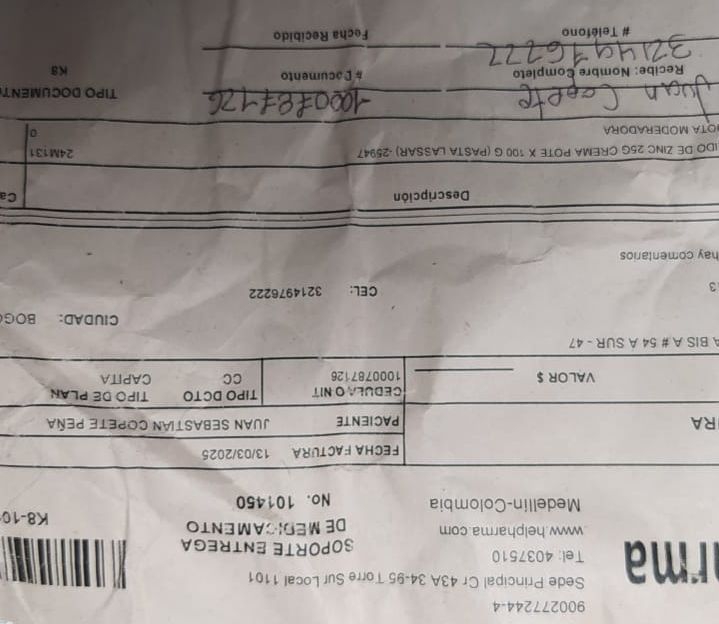 arma
900277244-4
Sede Principal Cr 43A 34-95 Torre Sur Local 1101
Tel: 4037510
www.helpharma.com
Medellin-Colombia
SOPORTE ENTREGA
DE MEDICAMENTO
No. 101450
K8-10
FECHA FACTURA 13/03/2025
RA
PACIENTE JUAN SEBASTIAN COPETE PEÑA
VALOR $
CEDULA O NIT TIPO DCTO TIPO DE PLAN
1000787126 CC CAPITA
A BIS A # 54 A SUR - 47
CIUDAD: BOGO
3
CEL: 3214976222
hay comentarios
Descripción Ca
IDO DE ZINC 25G CREMA POTE X 100 G (PASTA LASSAR) -25947 24M131
OTA MODERADORA 0
Juan Copete 1000787126
Recibe: Nombre Completo # Documento TIPO DOCUMENT
K8
3214976222
# Teléfono Fecha Recibido